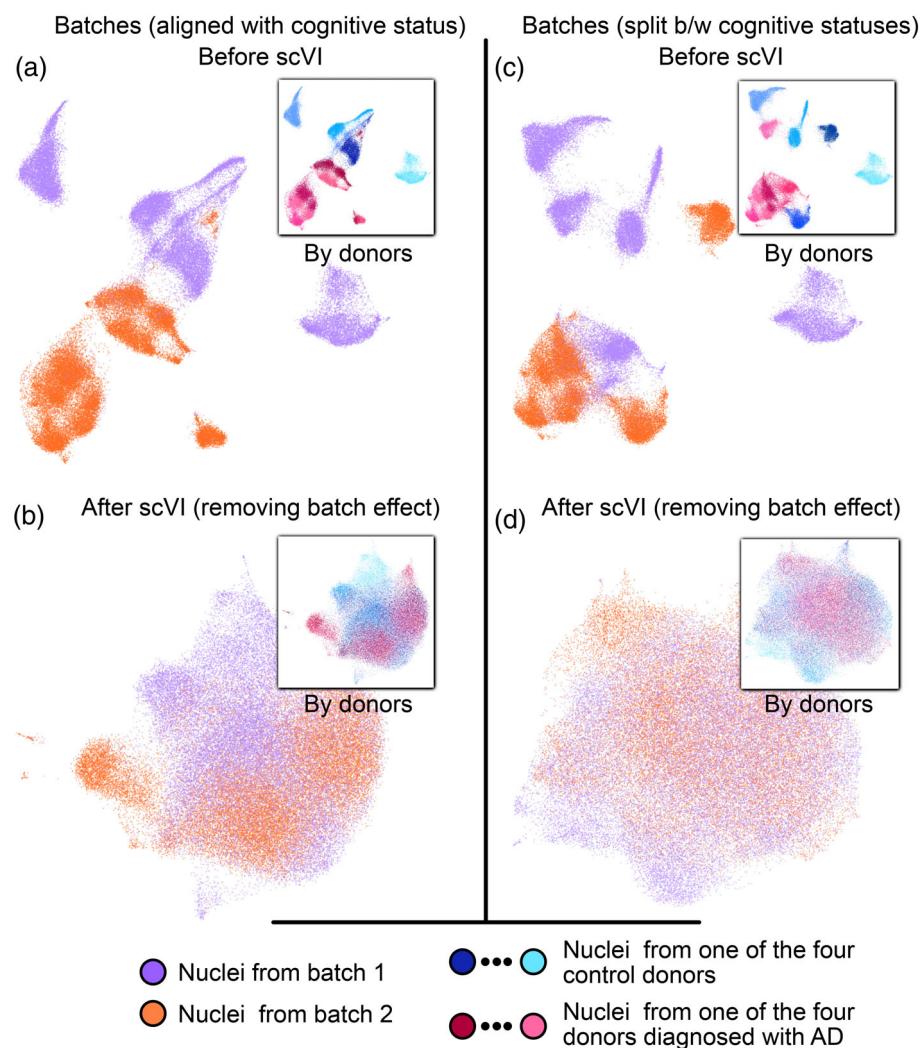 Batches (aligned with cognitive status)
Before scVI
(a)
By donors
(b)
After scVI (removing batch effect)
By donors
Batches (split b/w cognitive statuses)
Before scVI
(c)
By donors
(d)
After scVI (removing batch effect)
By donors
Nuclei from batch 1
Nuclei from batch 2
Nuclei from one of the four
control donors
Nuclei from one of the four
donors diagnosed with AD